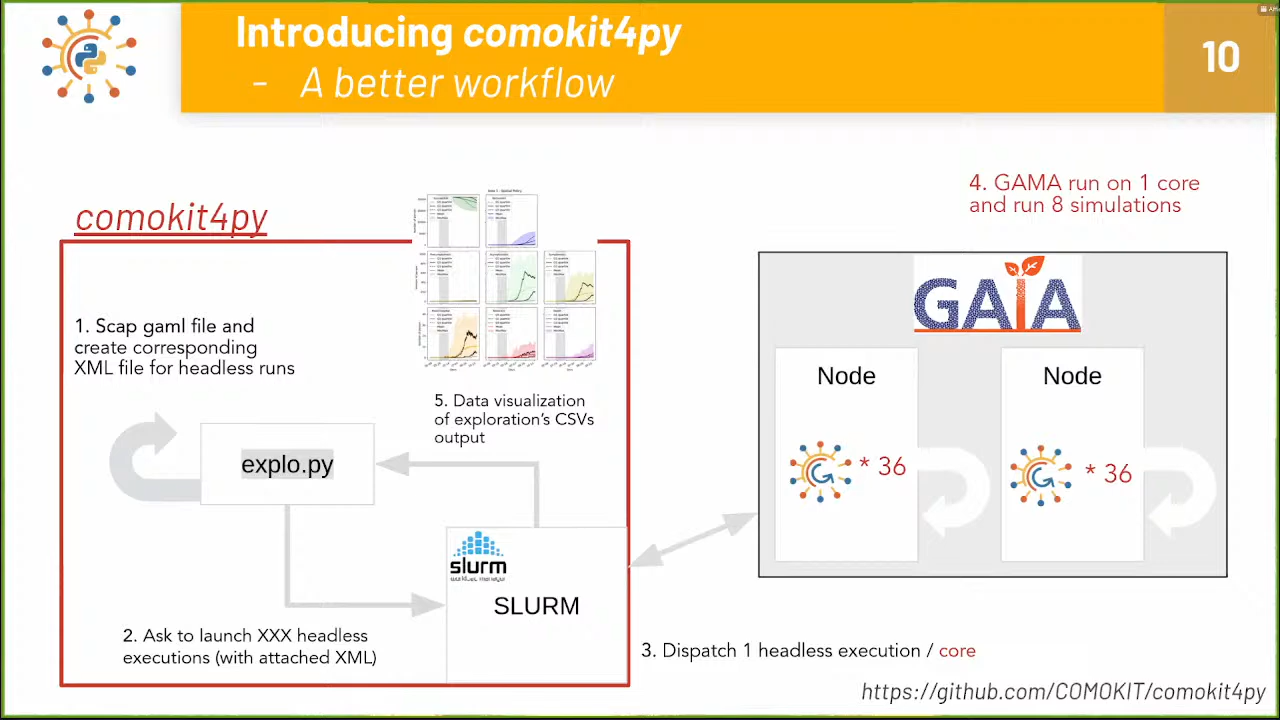 Introducing comokit4py
- A better workflow
10
comokit4py
4. GAMA run on 1 core
and run 8 simulations
GAIA
1. Scap gaml file and
create corresponding
XML file for headless runs
Node
Node
5. Data visualization
of exploration's CSVs
output
explo.py
* 36
* 36
slurm
workload manager
SLURM
2. Ask to launch XXX headless
executions (with attached XML)
3. Dispatch 1 headless execution / core
https://github.com/COMOKIT/comokit4py